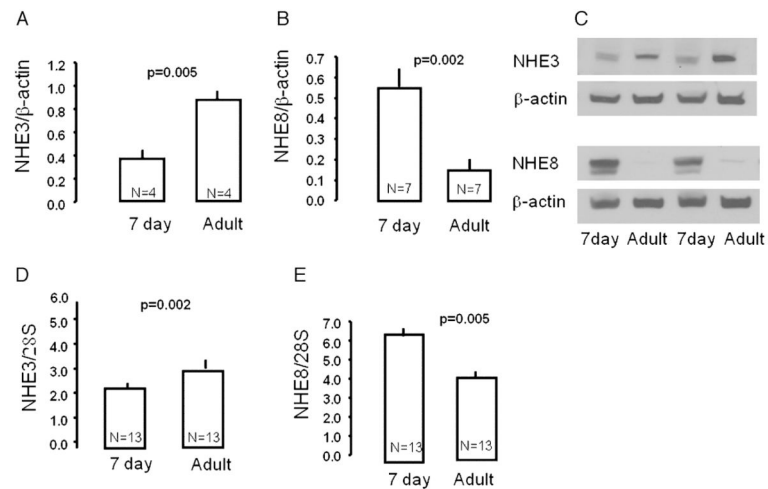 A
NHE3/β-actin
1.2
1.0
0.8
0.6
0.4
0.2
0.0
p=0.005
N=4
N=4
7 day
Adult
B
NHE8/β-actin
0.7
0.6
0.5
0.4
0.3
0.2
0.1
0.0
p=0.002
N=7
N=7
7 day
Adult
C
NHE3
β-actin
NHE8
β-actin
7day Adult 7day Adult
D
NHE3/28S
6.0
5.0
4.0
3.0
2.0
1.0
0.0
p=0.002
N=13
N=13
7 day
Adult
E
NHE8/28S
7.0
6.0
5.0
4.0
3.0
2.0
1.0
0.0
p=0.005
N=13
N=13
7 day
Adult